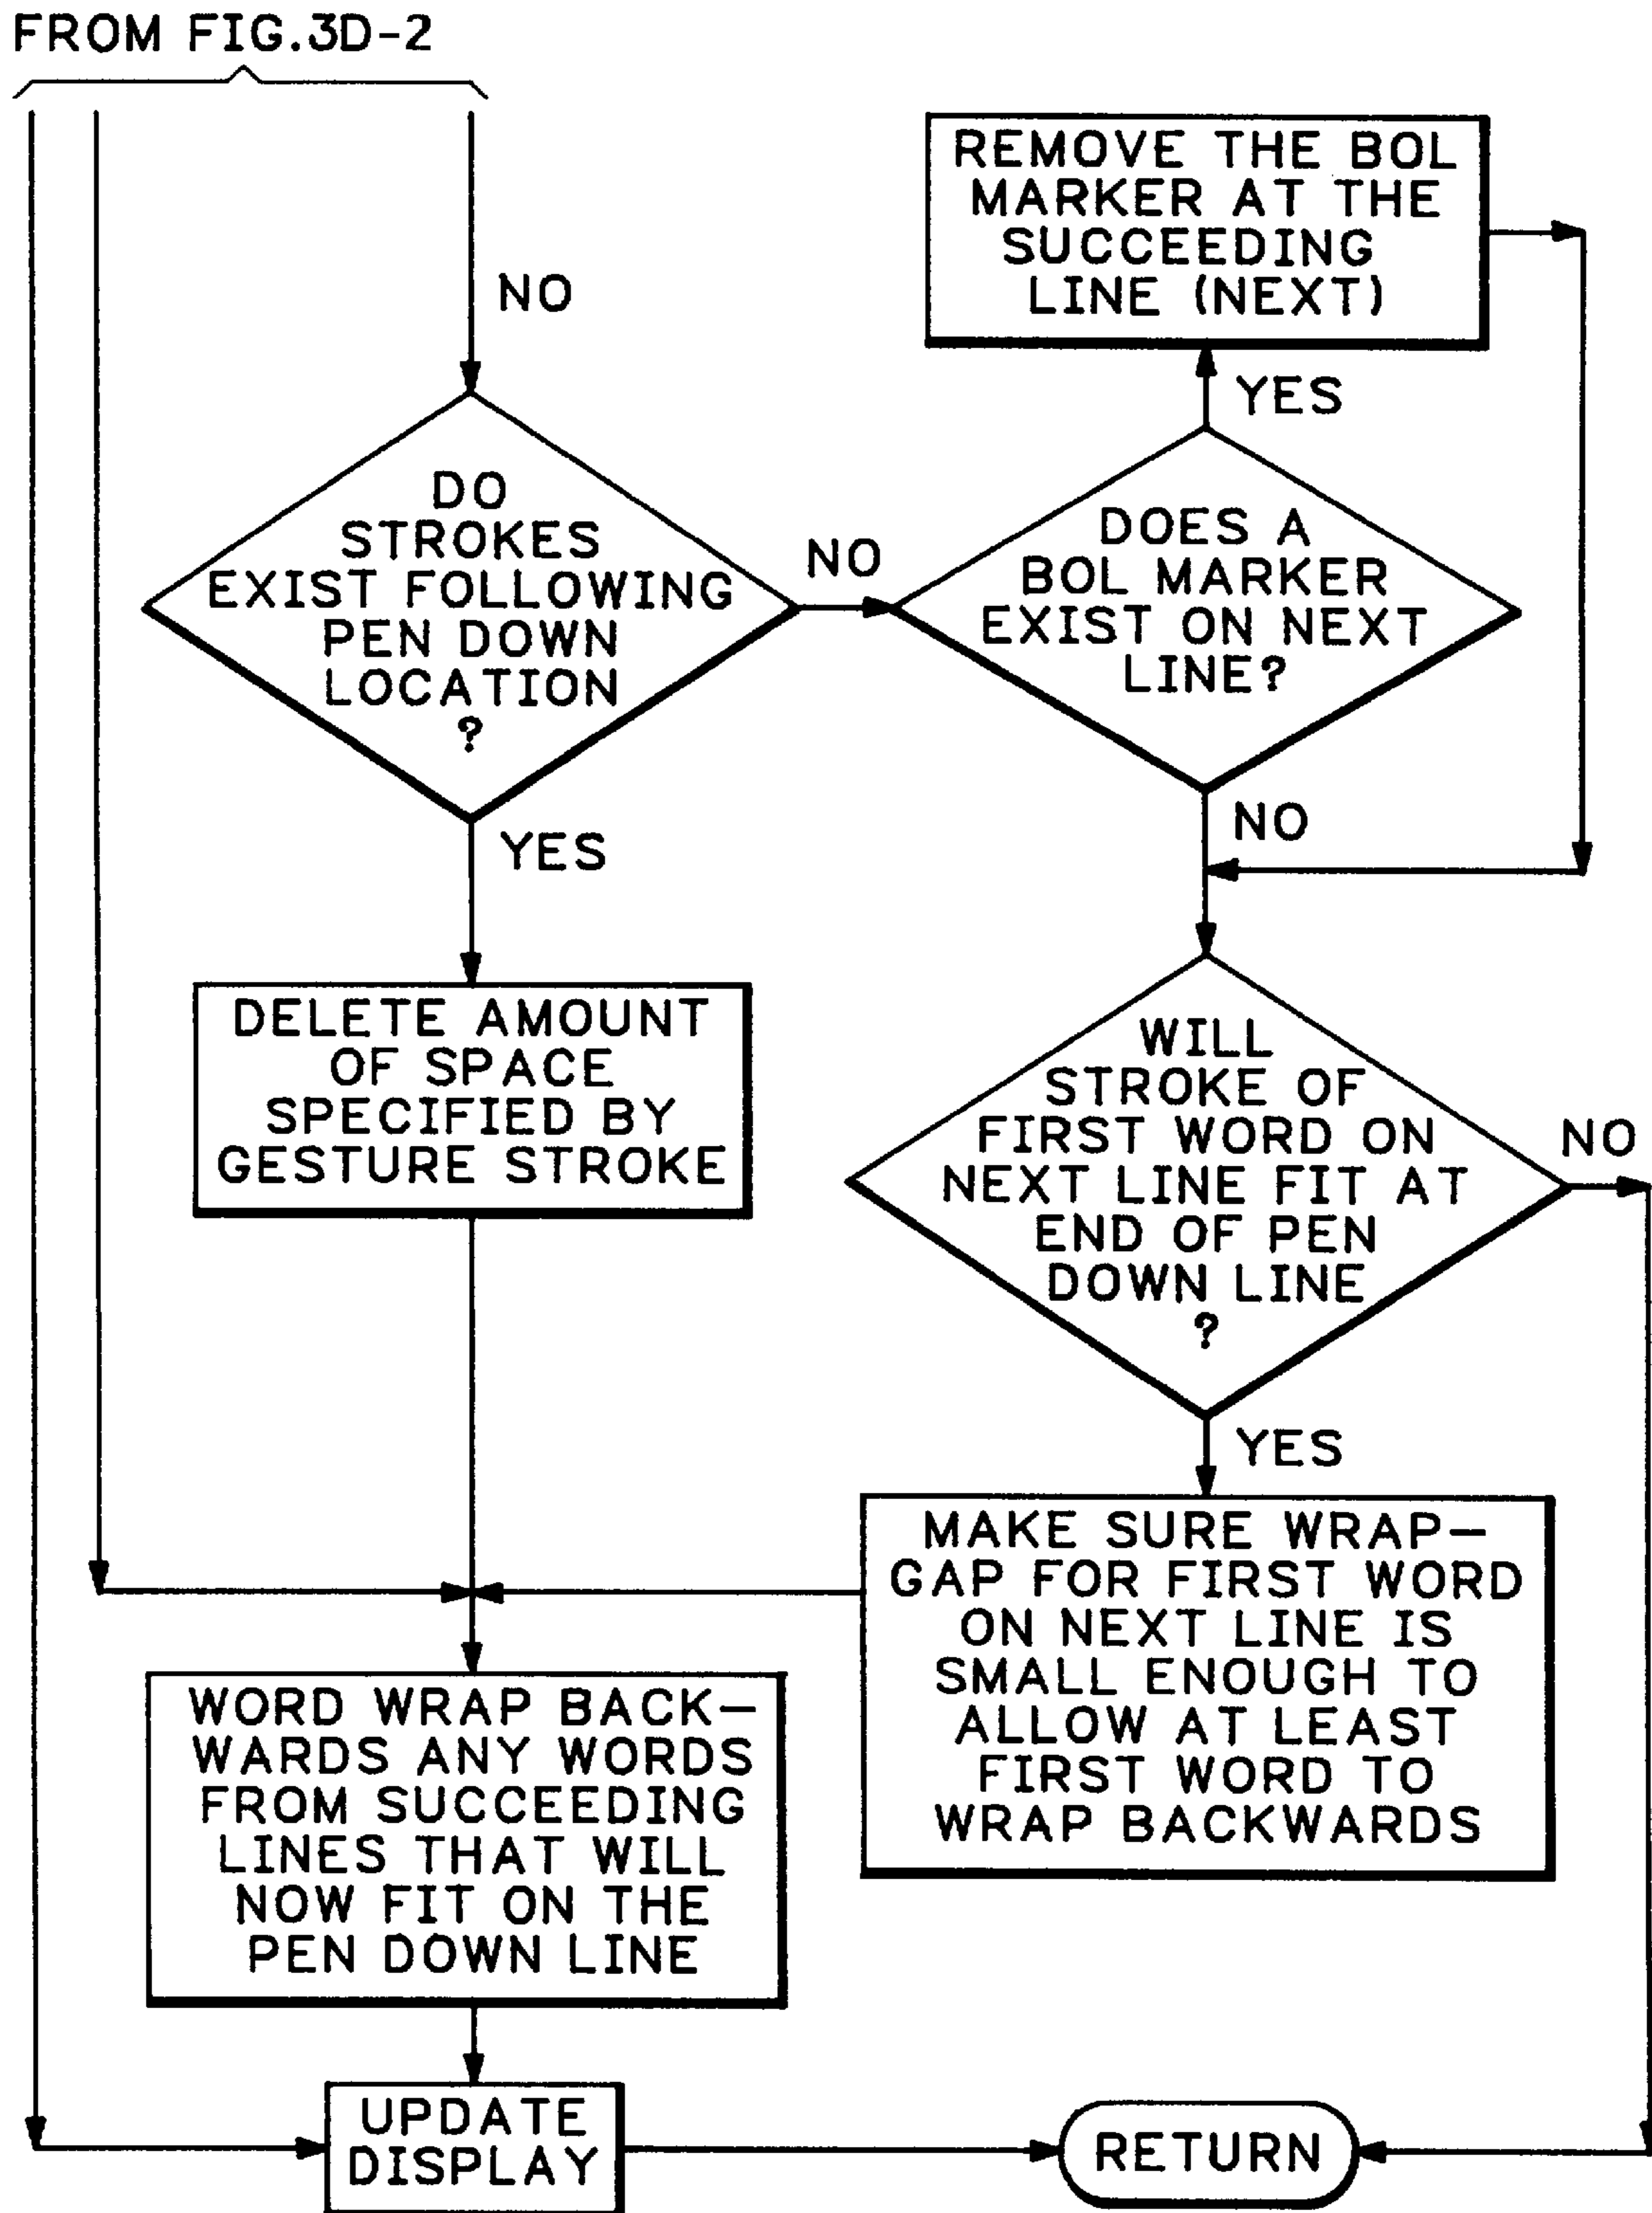 FROM FIG.3D-2
NO
DO
STROKES
EXIST FOLLOWING
PEN DOWN
LOCATION
?
NO
YES
REMOVE THE BOL
MARKER AT THE
SUCCEEDING
LINE (NEXT)
YES
DOES A
BOL MARKER
EXIST ON NEXT
LINE?
NO
DELETE AMOUNT
OF SPACE
SPECIFIED BY
GESTURE STROKE
WILL
STROKE OF
FIRST WORD ON
NEXT LINE FIT AT
END OF PEN
DOWN LINE
?
NO
YES
MAKE SURE WRAP-
GAP FOR FIRST WORD
ON NEXT LINE IS
SMALL ENOUGH TO
ALLOW AT LEAST
FIRST WORD TO
WRAP BACKWARDS
WORD WRAP BACK-
WARDS ANY WORDS
FROM SUCCEEDING
LINES THAT WILL
NOW FIT ON THE
PEN DOWN LINE
UPDATE
DISPLAY
RETURN